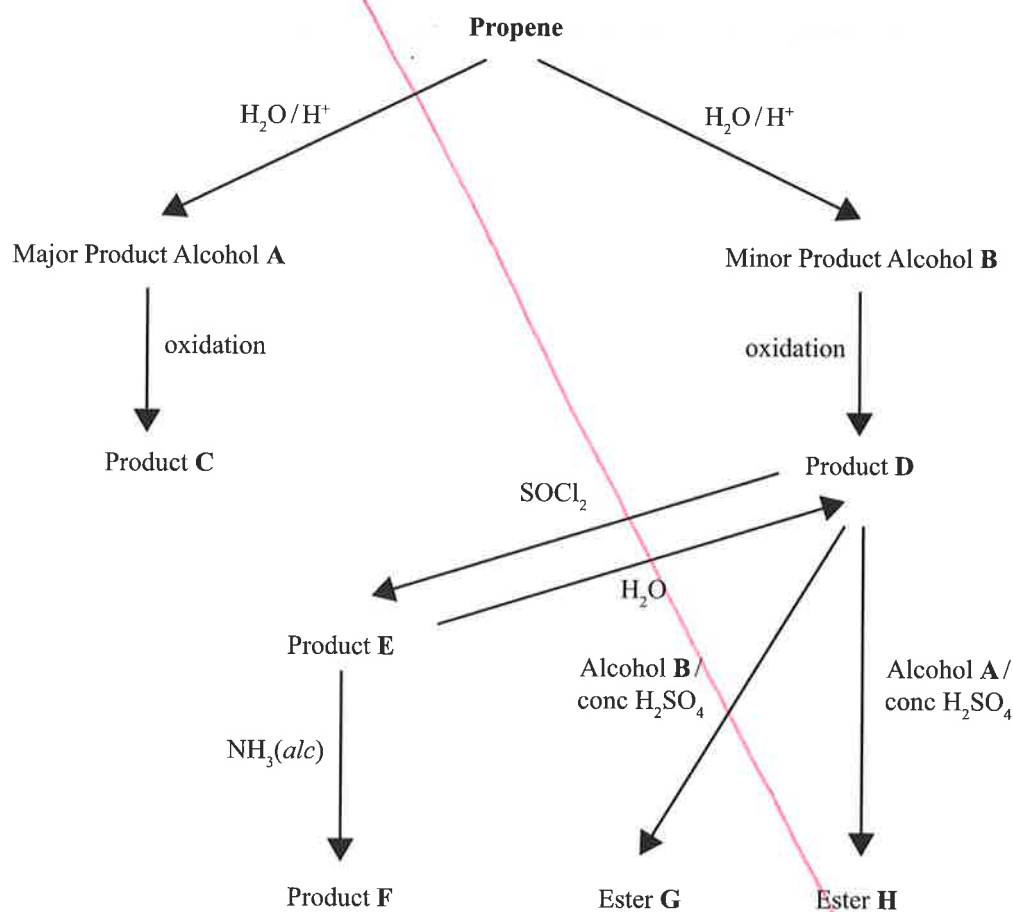 Propene
H₂O/H⁺
H₂O/H⁺
Major Product Alcohol A
Minor Product Alcohol B
oxidation
oxidation
Product C
Product D
SOCl₂
H₂O
Product E
Alcohol B/
conc H₂SO₄
Alcohol A/
conc H₂SO₄
NH₃(alc)
Product F
Ester G
Ester H